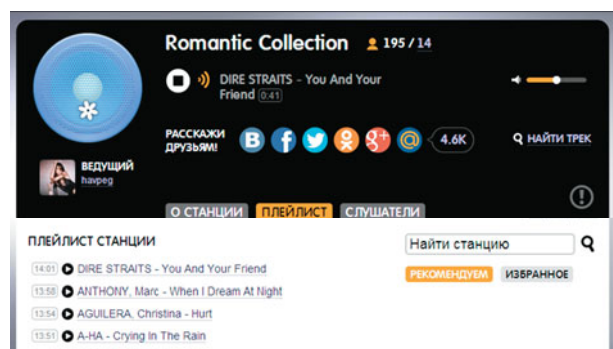 Romantic Collection 195 / 14
DIRE STRAITS - You And Your
Friend 0:41
РАССКАЖИ
ДРУЗЬЯМ!
4.6K
НАЙТИ ТРЕК
ВЕДУЩИЙ
havpeg
О СТАНЦИИ ПЛЕЙЛИСТ СЛУШАТЕЛИ
ПЛЕЙЛИСТ СТАНЦИИ
Найти станцию
14:01 DIRE STRAITS - You And Your Friend
РЕКОМЕНДУЕМ ИЗБРАННОЕ
13:58 ANTHONY, Marc - When I Dream At Night
13:54 AGUILERA, Christina - Hurt
13:51 A-HA - Crying In The Rain